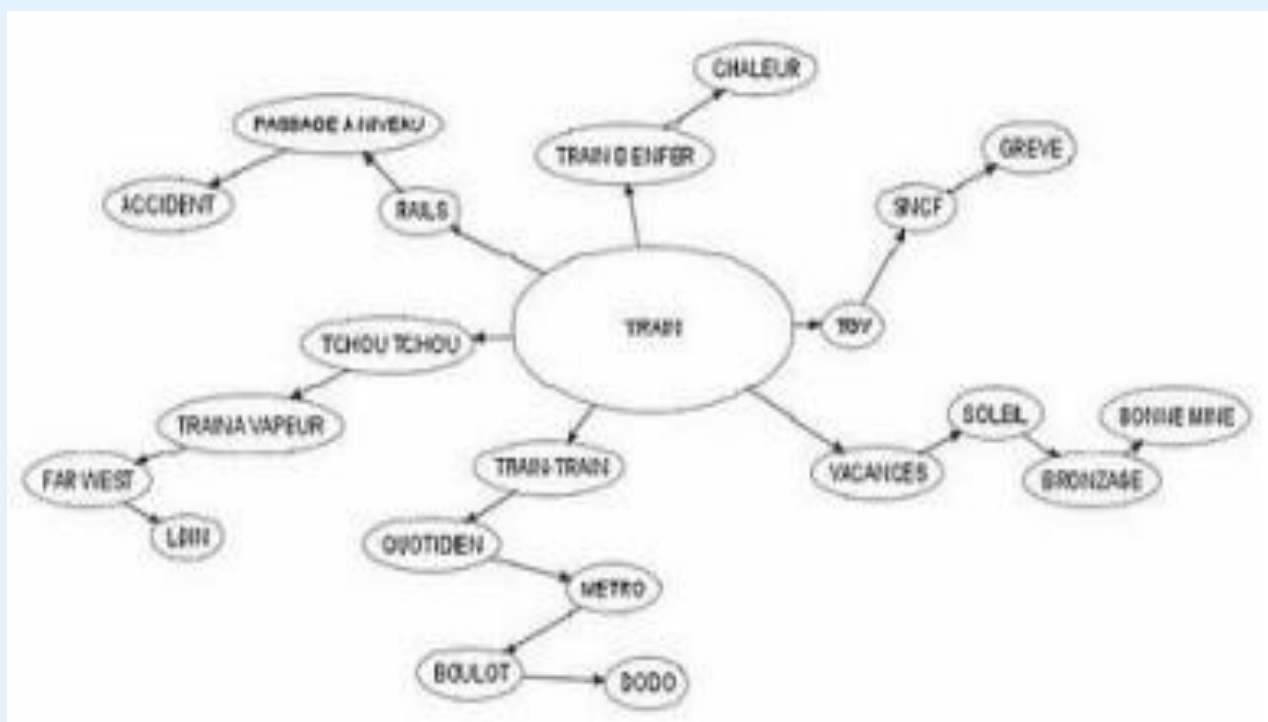 CHALEUR
PASSAGE A NIVEAU
TRAIN D ENFER
GREVE
ACCIDENT
RAILS
SNCF
TRAIN
TGV
TCHOU TCHOU
SOLEIL
BONNE MINE
TRAIN A VAPEUR
TRAIN-TRAIN
VACANCES
BRONZAGE
FAR WEST
LOIN
QUOTIDIEN
METRO
BOULOT
DODO